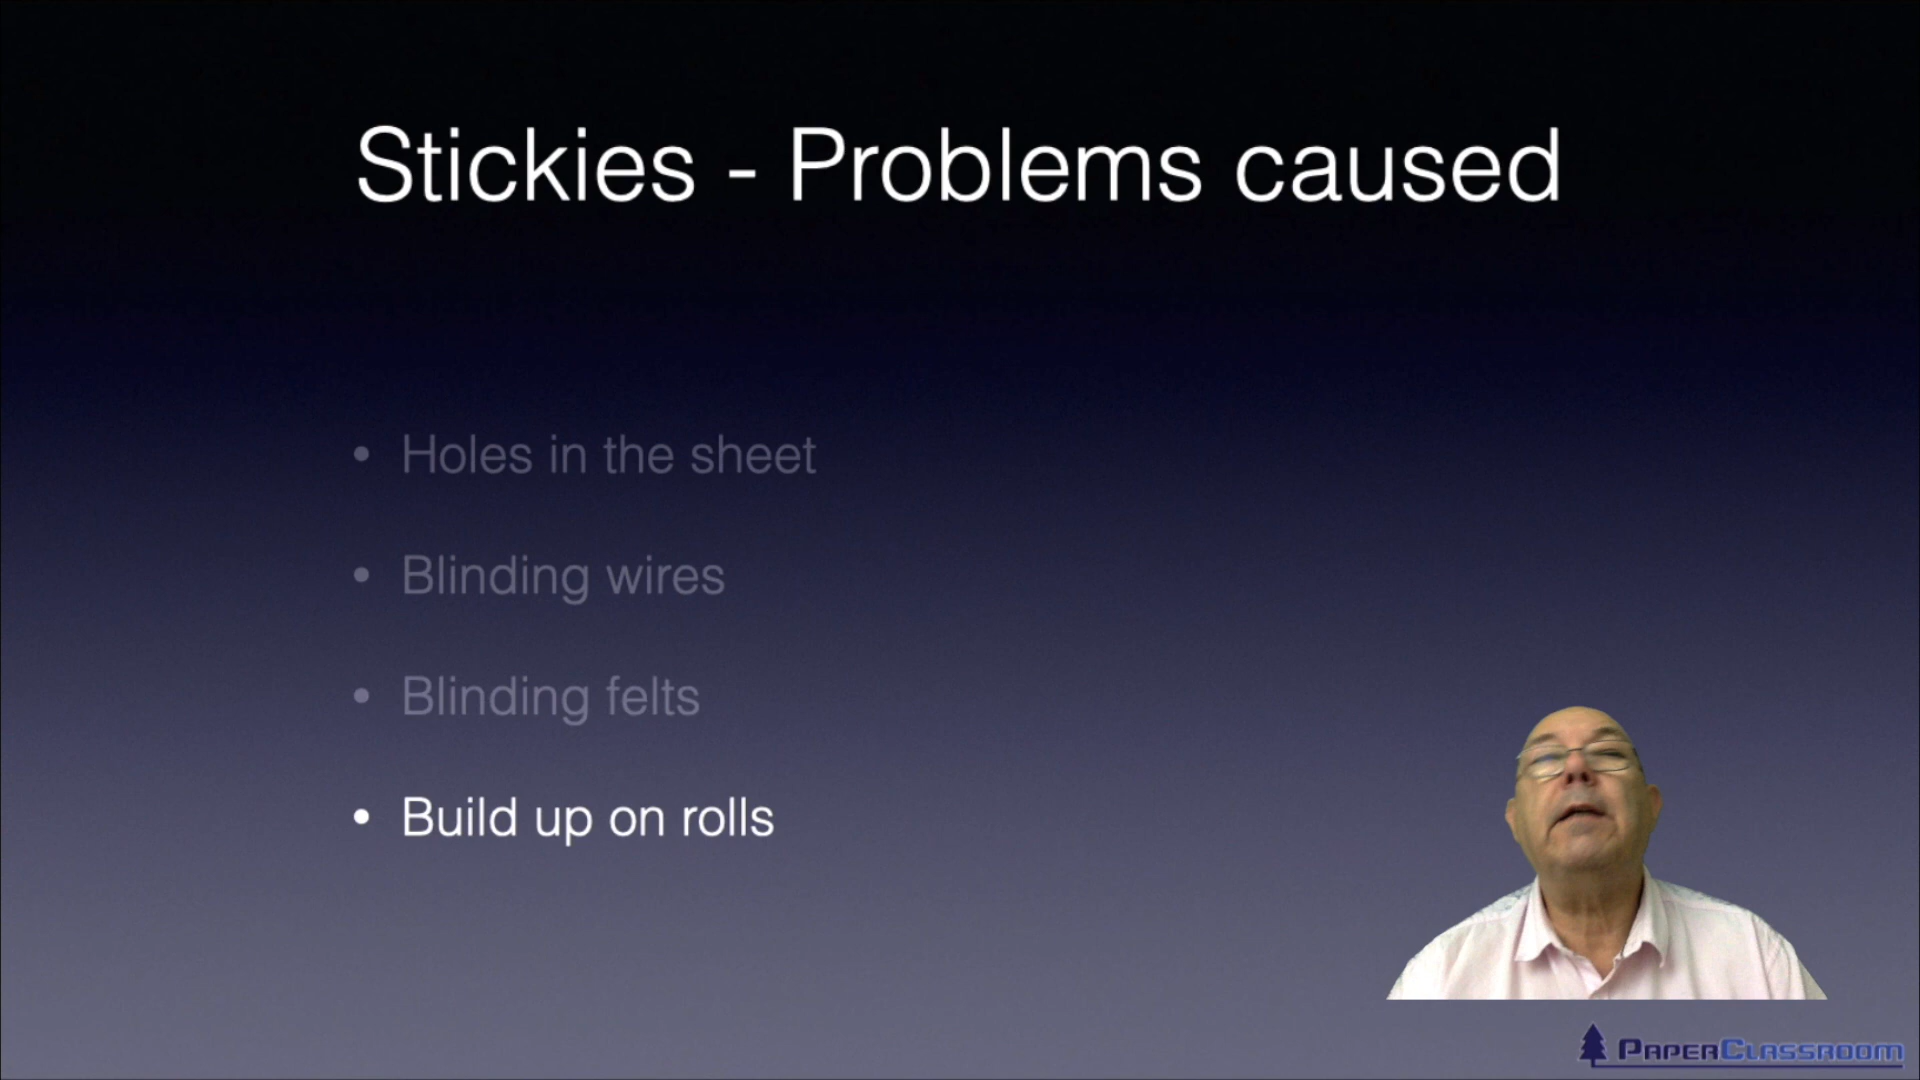 Stickies - Problems caused
• Holes in the sheet
• Blinding wires
• Blinding felts
• Build up on rolls
PAPERCLASSROOM